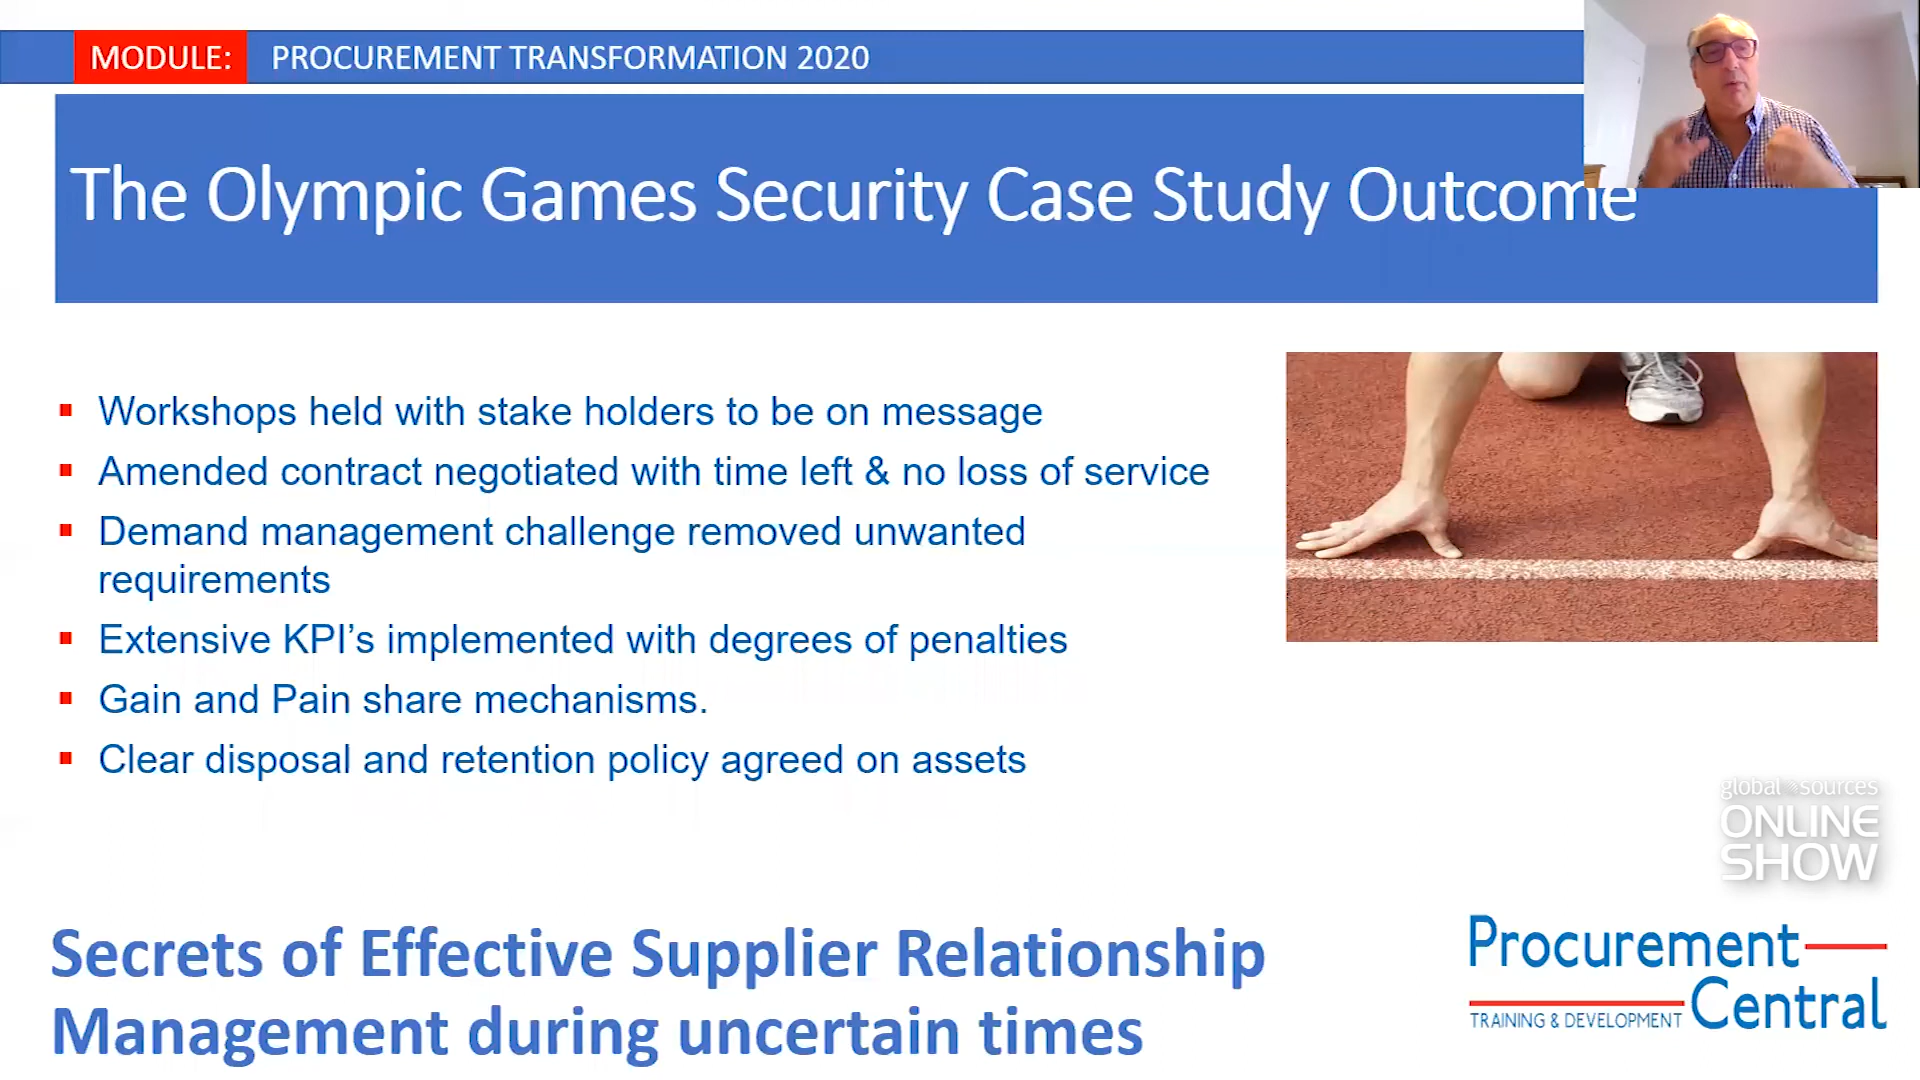 MODULE: PROCUREMENT TRANSFORMATION 2020
The Olympic Games Security Case Study Outcome
Workshops held with stake holders to be on message
Amended contract negotiated with time left & no loss of service
Demand management challenge removed unwanted
requirements
Extensive KPI’s implemented with degrees of penalties
Gain and Pain share mechanisms.
Clear disposal and retention policy agreed on assets
global sources
ONLINE
SHOW
Secrets of Effective Supplier Relationship
Management during uncertain times
Procurement
TRAINING & DEVELOPMENT Central